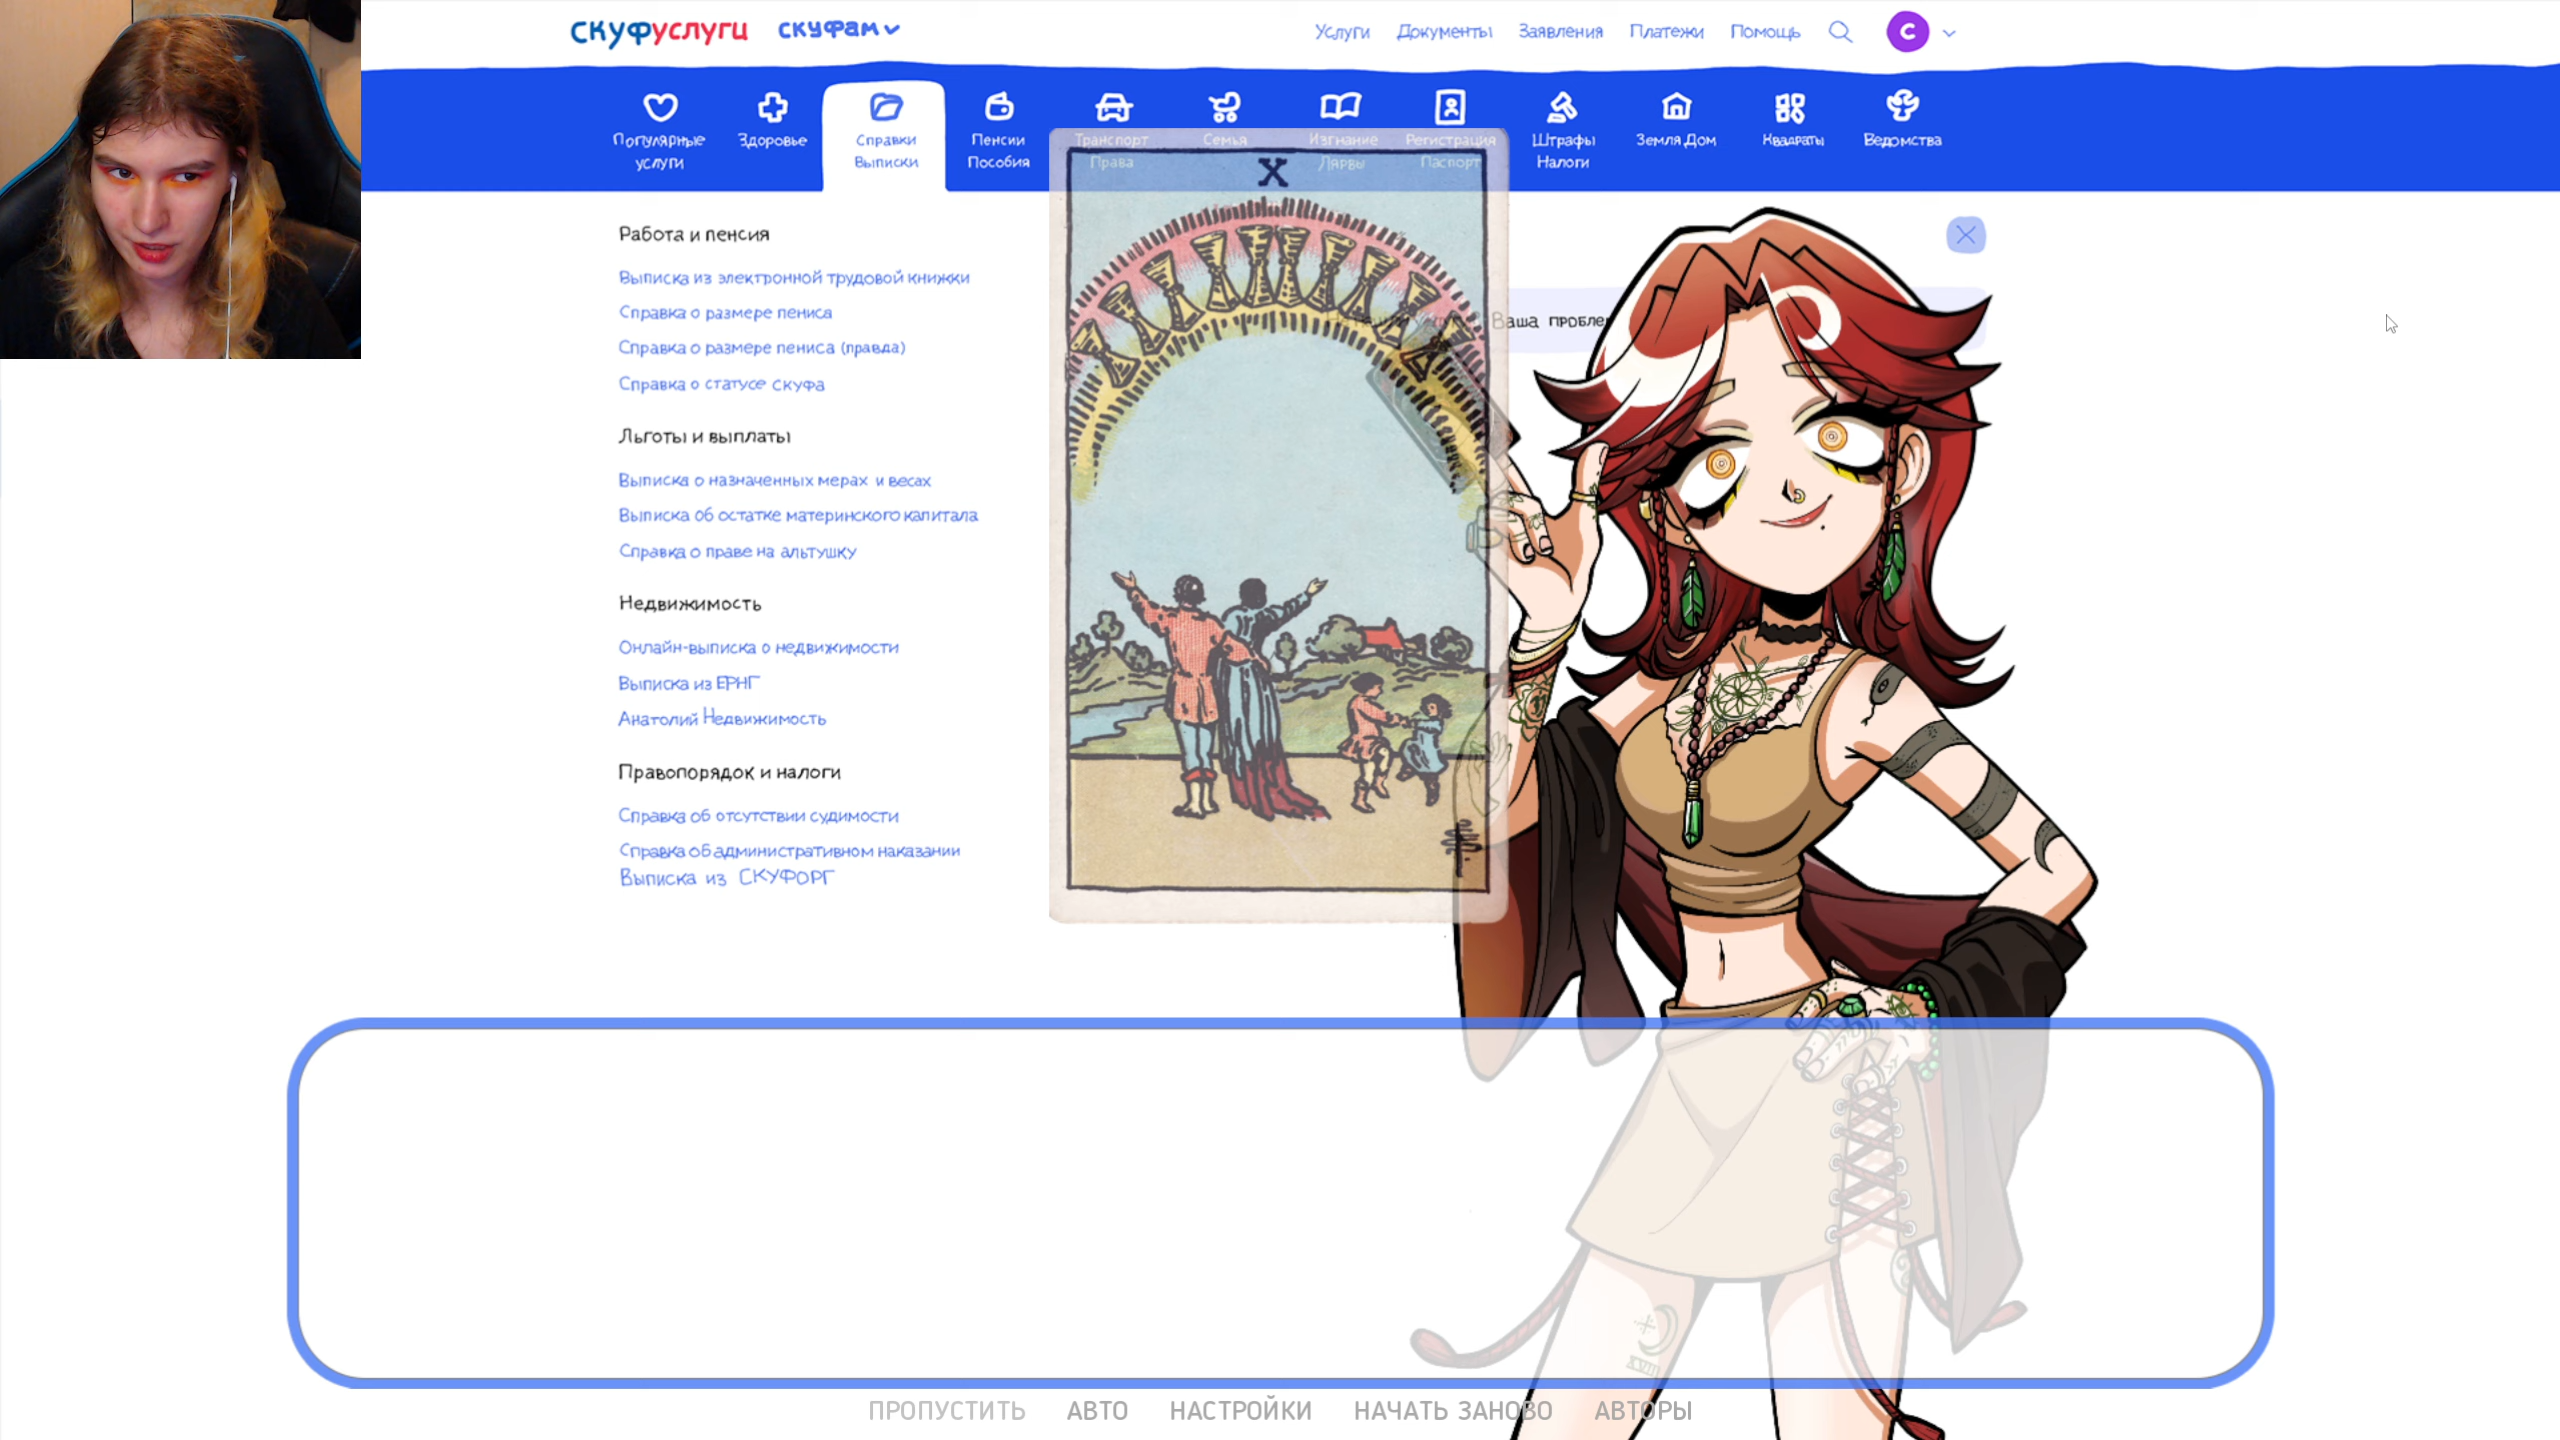 скуфуслуги скуфам Услуги Документы Заявления Платежи Помощь С
Популярные услуги
Здоровье
Справки Выписки
Пенсии Пособия
Транспорт Права
Семья
Изгнание Лярвы
Регистрация Паспорт
Штрафы Налоги
Земля Дом
Квадраты
Ведомства
X
Работа и пенсия
Выписка из электронной трудовой книжки
Справка о размере пениса
Справка о размере пениса (правда)
Справка о статусе скуфа
Льготы и выплаты
Выписка о назначенных мерах и весах
Выписка об остатке материнского капитала
Справка о праве на альтушку
Недвижимость
Онлайн-выписка о недвижимости
Выписка из ЕРНГ
Анатолий Недвижимость
Правопорядок и налоги
Справка об отсутствии судимости
Справка об административном наказании
Выписка из СКУФОРГ
Ваша
XVIII
ПРОПУСТИТЬ АВТО НАСТРОЙКИ НАЧАТЬ ЗАНОВО АВТОРЫ